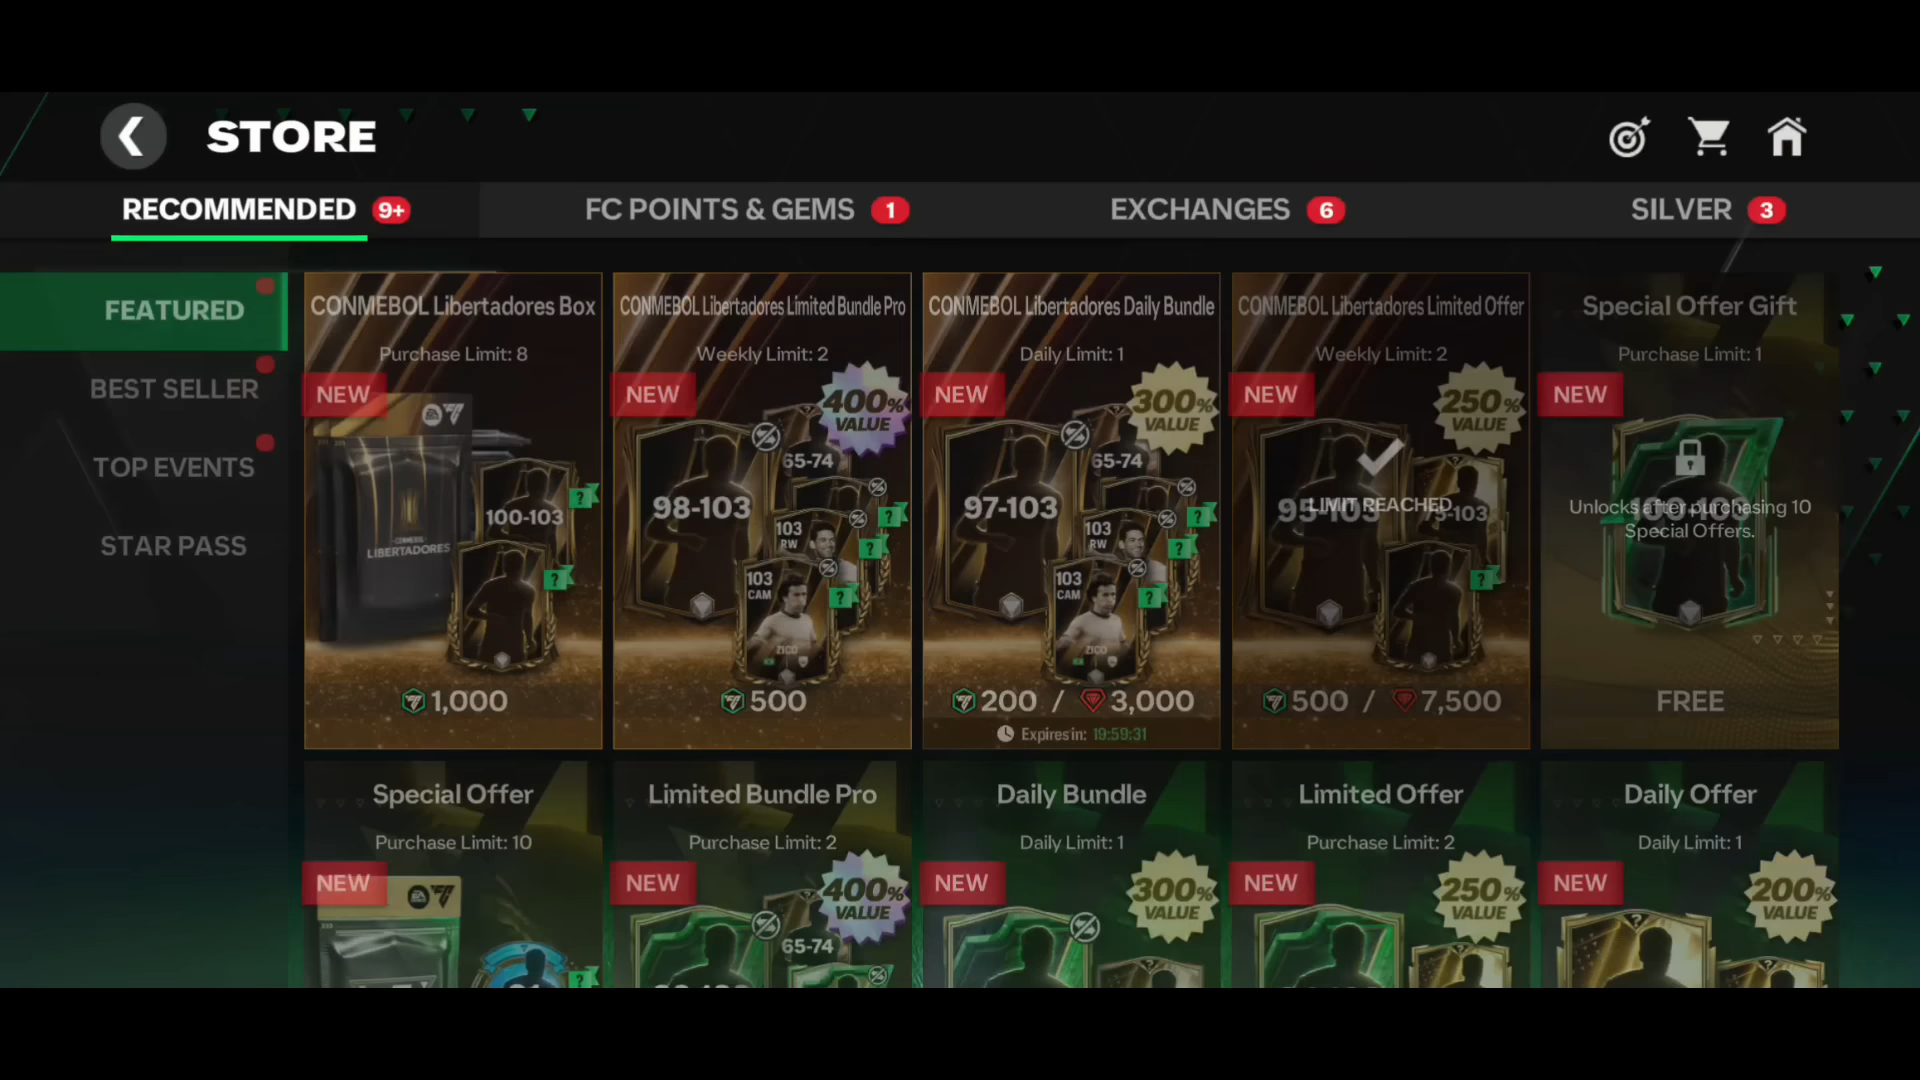 STORE
RECOMMENDED 9+
FC POINTS & GEMS 1
EXCHANGES 6
SILVER 3
FEATURED
BEST SELLER
TOP EVENTS
STAR PASS
CONMEBOL Libertadores Box
Purchase Limit: 8
NEW
CONMEBOL
LIBERTADORES
100-103
1,000
CONMEBOL Libertadores Limited Bundle Pro
Weekly Limit: 2
NEW
400%
VALUE
65-74
98-103
103
RW
103
CAM
ZICO
500
CONMEBOL Libertadores Daily Bundle
Daily Limit: 1
NEW
300%
VALUE
65-74
97-103
103
RW
103
CAM
ZICO
200 / 3,000
Expires in: 19:59:31
CONMEBOL Libertadores Limited Offer
Weekly Limit: 2
NEW
250%
VALUE
LIMIT REACHED
500 / 7,500
Special Offer Gift
Purchase Limit: 1
NEW
Unlocks after purchasing 10
Special Offers.
FREE
Special Offer
Purchase Limit: 10
NEW
Limited Bundle Pro
Purchase Limit: 2
NEW
400%
VALUE
65-74
Daily Bundle
Daily Limit: 1
NEW
300%
VALUE
Limited Offer
Purchase Limit: 2
NEW
250%
VALUE
Daily Offer
Daily Limit: 1
NEW
200%
VALUE